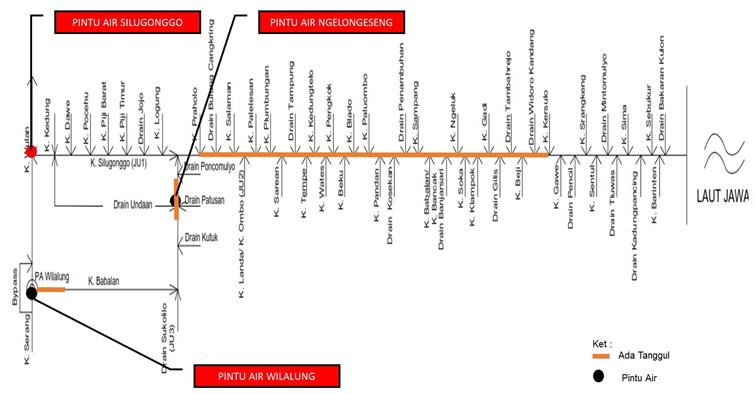 PINTU AIR SILUGONGGO
PINTU AIR NGELONGESENG
K. Wulan
K. Kedung
K. Dawe
K. Pocehu
K. Piji Barat
K. Piji Timur
Drain Jojo
K. Logung
K. Praholo
Drain Bulung Cangkring
K. Salaman
K. Palelesan
K. Plumbungan
Drain Tampung
K. Kedungtelo
K. Pengkok
K. Blado
K. Paluombo
Drain Penambuhan
K. Sampang
K. Ngeluk
K. Gadi
Drain Tambahrejo
Drain Widoro Kandang
K. Kersulo
K. Srangkeng
Drain Mintomulyo
K. Sima
K. Sebukur
Drain Bakaran Kulon
K. Silugonggo (JU1)
Drain Poncomulyo
Drain Undaan
Drain Patusan
Drain Kutuk
K. Landa/ K. Ombo (JU2)
K. Sareen
K. Tempe
K. Wates
K. Beku
K. Pandan
Drain Kosekan
K. Babalan/
K. Bancak
Drain Banjarsari
K. Soka
K. Klampok
Drain Gilis
K. Beji
K. Gawe
Drain Pencil
K. Sentul
Drain Tluwas
Drain Kadungpancing
K. Barinten
LAUT JAWA
PA Wilalung
K. Babalan
Bypass
K. Serang
Drain Sukolilo
(JU3)
PINTU AIR WILALUNG
Ket :
Ada Tanggul
Pintu Air